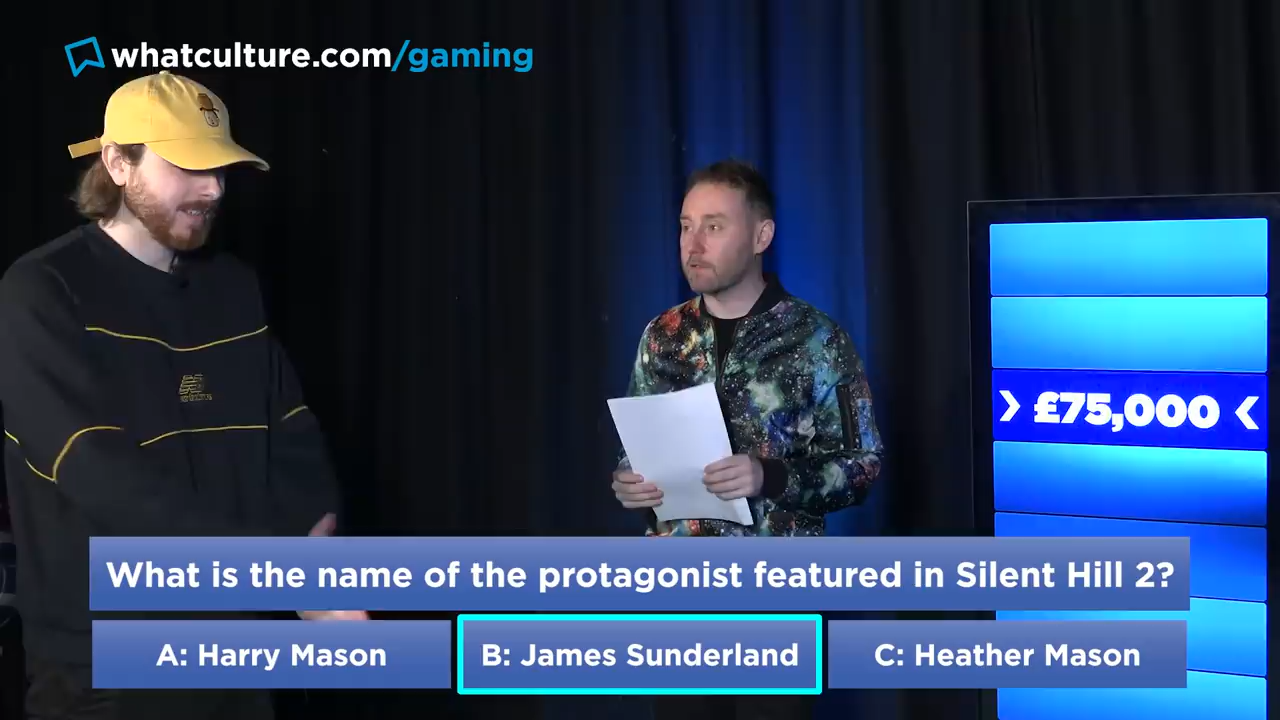 whatculture.com/gaming
£75,000
What is the name of the protagonist featured in Silent Hill 2?
A: Harry Mason
B: James Sunderland
C: Heather Mason